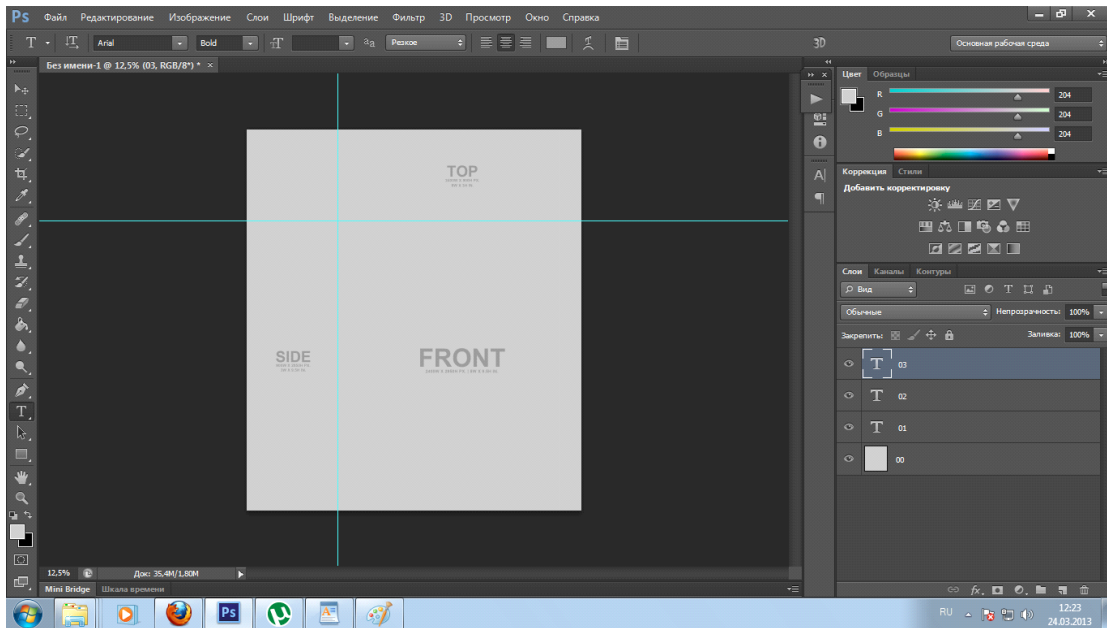 Ps Файл Редактирование Изображение Слои Шрифт Выделение Фильтр 3D Просмотр Окно Справка
T Arial Bold Резкое 3D Основная рабочая среда
Без имени-1 @ 12,5% (03, RGB/8*) * ×
Цвет Образцы
R 204
G 204
B 204
Коррекция Стили
Добавить корректировку
TOP
SIDE
FRONT
Слои Каналы Контуры
Вид
Обычные Непрозрачность: 100%
Закрепить: Заливка: 100%
T 03
T 02
T 01
00
12,5% Док: 35,4M/1,80M
Mini Bridge Шкала времени
fx
Ps RU 12:23
24.03.2013